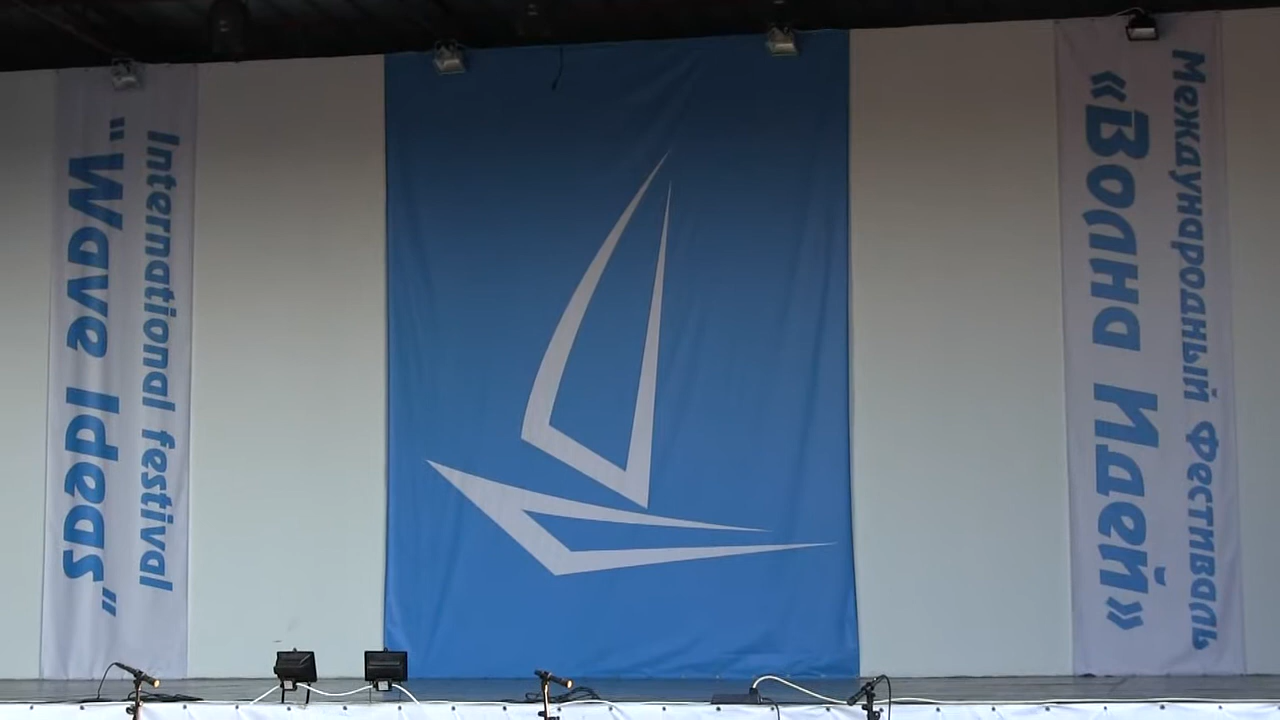 International festival
"Wave Ideas"
Международный Фестиваль
«Волна Идей»